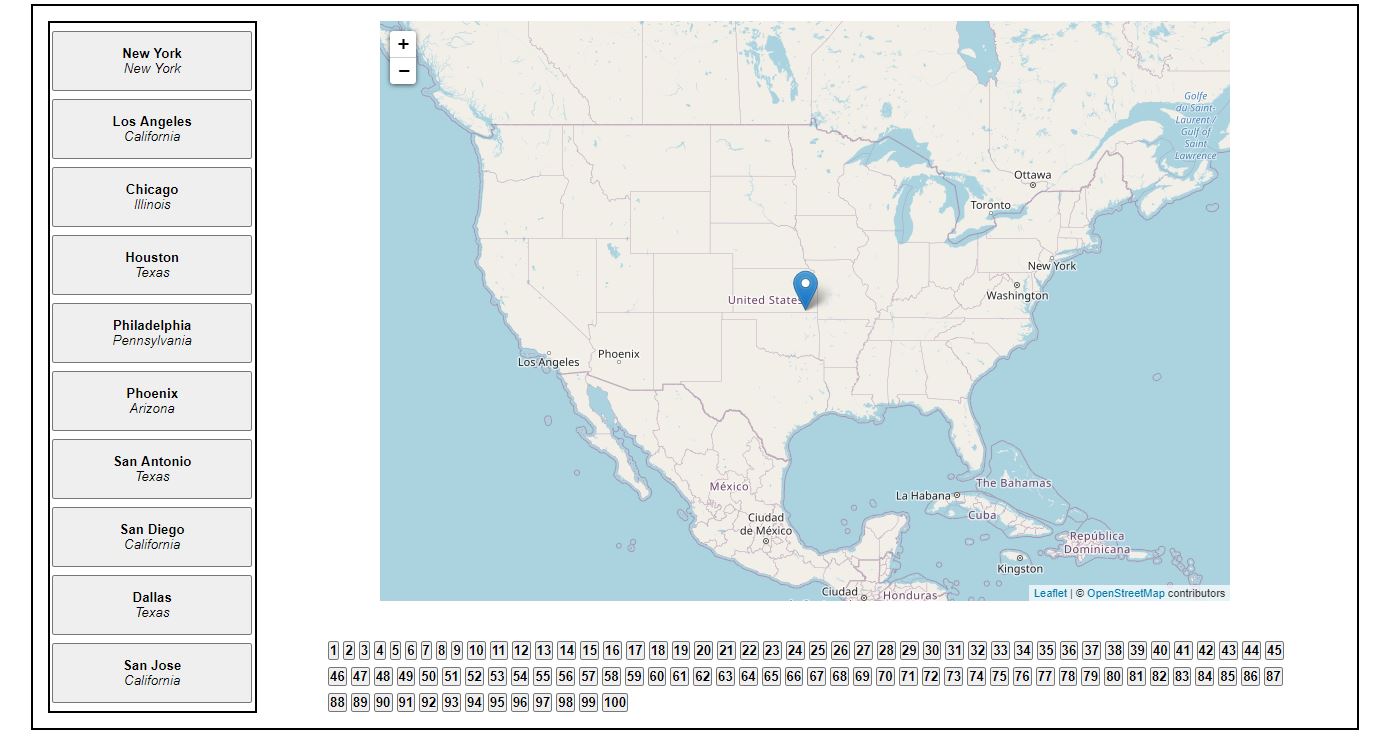 New York
New York
Los Angeles
California
Chicago
Illinois
Houston
Texas
Philadelphia
Pennsylvania
Phoenix
Arizona
San Antonio
Texas
San Diego
California
Dallas
Texas
San Jose
California
+
−
Golfe
du Saint-
Laurent /
Gulf of
Saint
Lawrence
Ottawa
Toronto
New York
Washington
United States
Los Angeles
Phoenix
México
Ciudad
de México
La Habana
The Bahamas
Cuba
República
Dominicana
Kingston
Ciudad
Honduras
Leaflet | © OpenStreetMap contributors
1 2 3 4 5 6 7 8 9 10 11 12 13 14 15 16 17 18 19 20 21 22 23 24 25 26 27 28 29 30 31 32 33 34 35 36 37 38 39 40 41 42 43 44 45
46 47 48 49 50 51 52 53 54 55 56 57 58 59 60 61 62 63 64 65 66 67 68 69 70 71 72 73 74 75 76 77 78 79 80 81 82 83 84 85 86 87
88 89 90 91 92 93 94 95 96 97 98 99 100